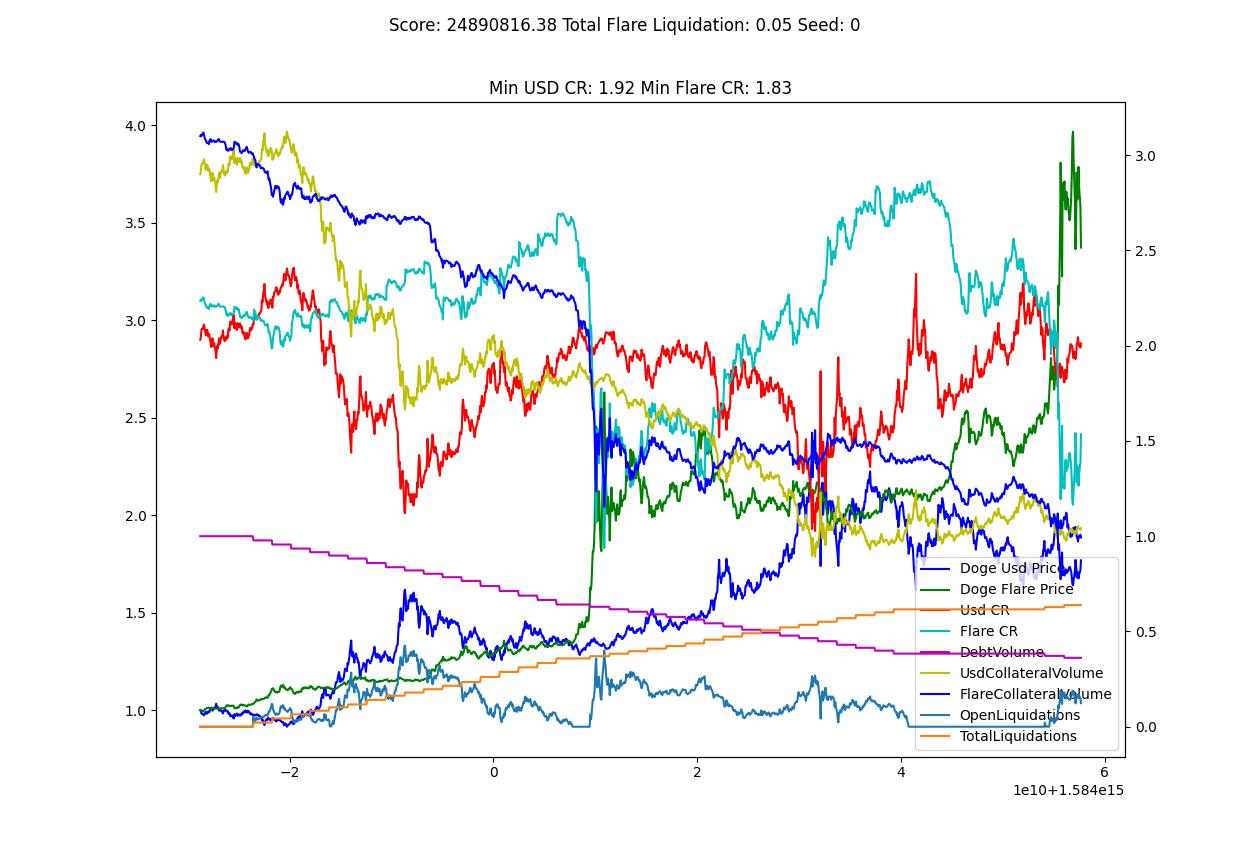 Score: 24890816.38 Total Flare Liquidation: 0.05 Seed: 0
Min USD CR: 1.92 Min Flare CR: 1.83
4.0
3.5
3.0
2.5
2.0
1.5
1.0
3.0
2.5
2.0
1.5
1.0
0.5
0.0
Doge Usd Price
Doge Flare Price
Usd CR
Flare CR
DebtVolume
UsdCollateralVolume
FlareCollateralVolume
OpenLiquidations
TotalLiquidations
−2
0
2
4
6
1e10+1.584e15